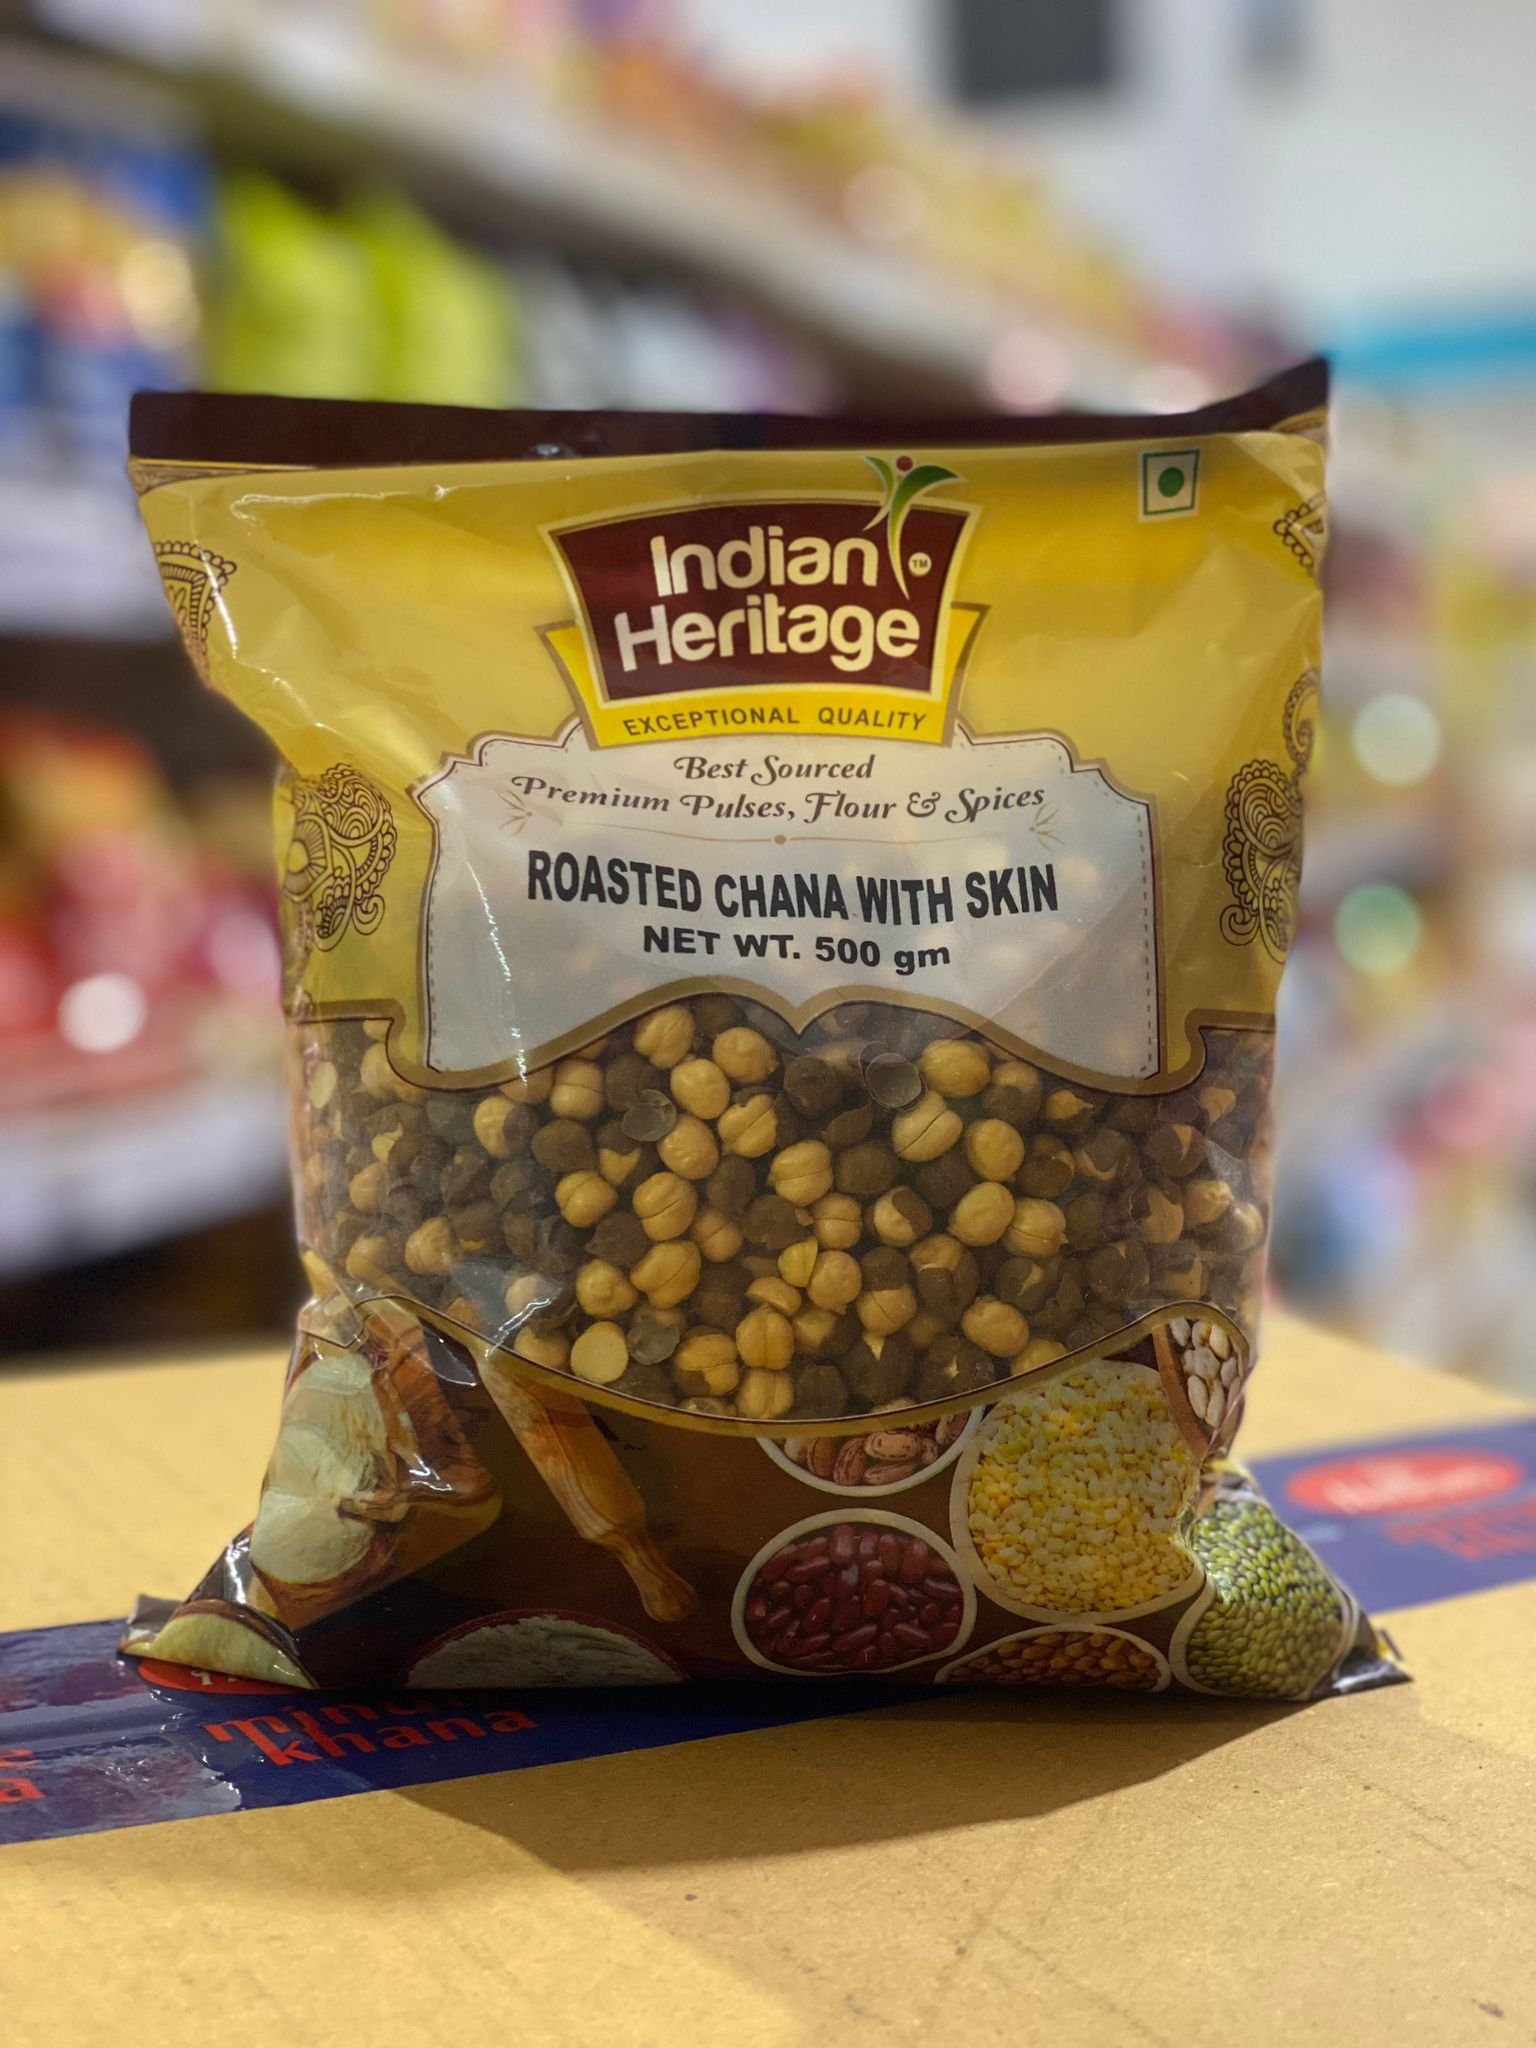 Indian
Heritage
TM
EXCEPTIONAL QUALITY
Best Sourced
Premium Pulses, Flour & Spices
ROASTED CHANA WITH SKIN
NET WT. 500 gm
khana